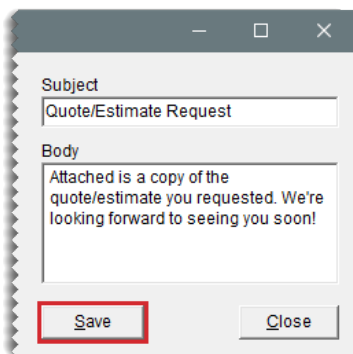 Subject
Quote/Estimate Request
Body
Attached is a copy of the
quote/estimate you requested. We're
looking forward to seeing you soon!
Save
Close